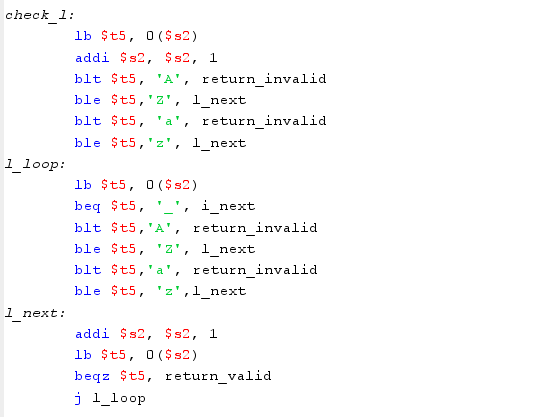 check_l:
lb $t5, 0($s2)
addi $s2, $s2, 1
blt $t5, 'A', return_invalid
ble $t5,'Z', l_next
blt $t5, 'a', return_invalid
ble $t5,'z', l_next
l_loop:
lb $t5, 0($s2)
beq $t5, '_', i_next
blt $t5,'A', return_invalid
ble $t5, 'Z', l_next
blt $t5,'a', return_invalid
ble $t5, 'z',l_next
l_next:
addi $s2, $s2, 1
lb $t5, 0($s2)
beqz $t5, return_valid
j l_loop